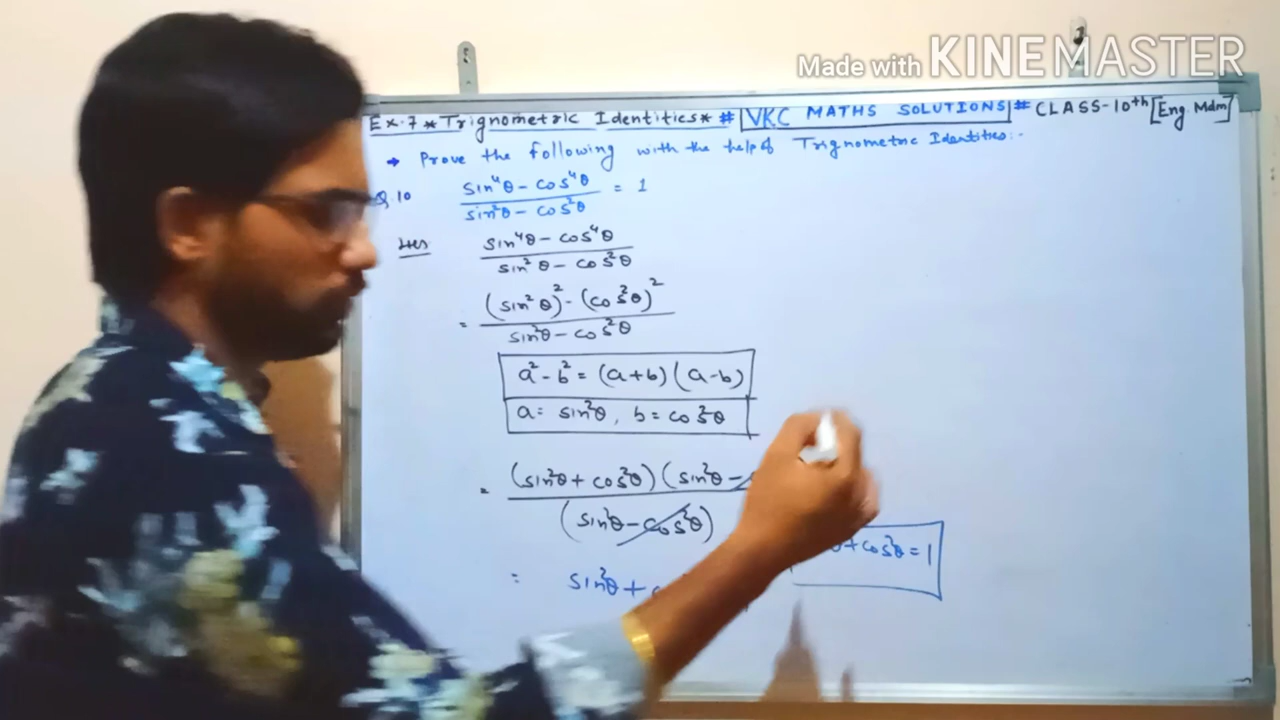 Made with KINEMASTER
Ex.7 * Trignometric Identities * # VKC MATHS SOLUTIONS # CLASS-10th [Eng Mdm]
→ Prove the following with the help of Trignometric Identities:-
Q.10 sin⁴θ - cos⁴θ / sin²θ - cos²θ = 1
LHS sin⁴θ - cos⁴θ / sin²θ - cos²θ
= (sin²θ)² - (cos²θ)² / sin²θ - cos²θ
a² - b² = (a+b)(a-b)
a = sin²θ, b = cos²θ
= (sin²θ + cos²θ)(sin²θ - / (sin²θ - cos²θ)
θ + cos²θ = 1
= sin²θ +